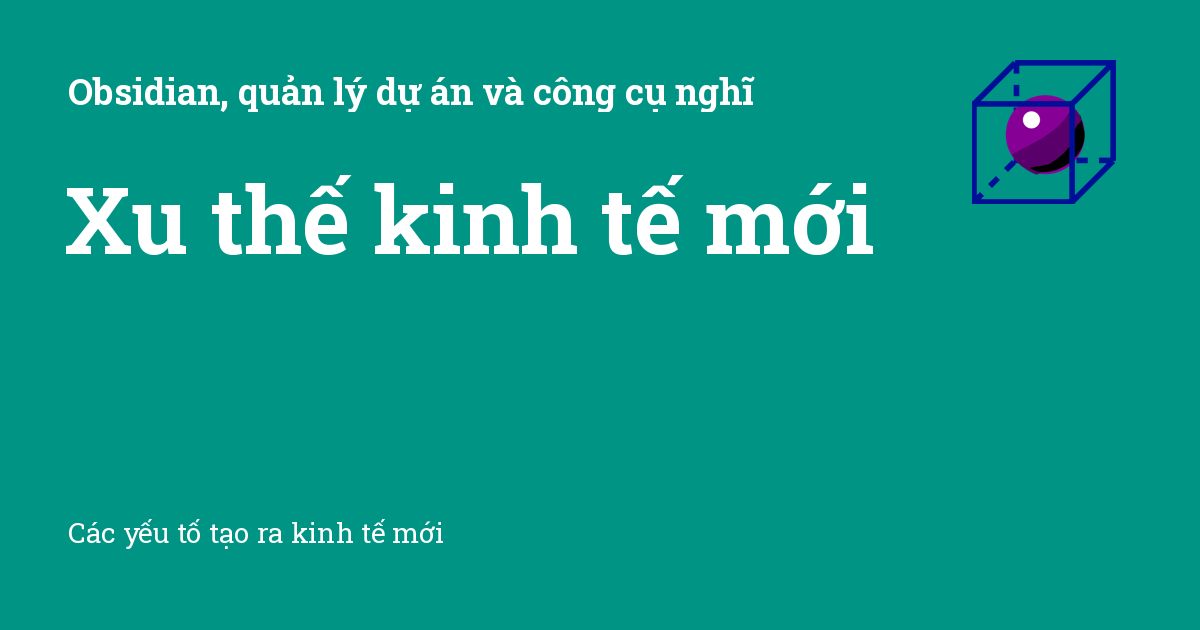 Obsidian, quản lý dự án và công cụ nghĩ
Xu thế kinh tế mới
Các yếu tố tạo ra kinh tế mới